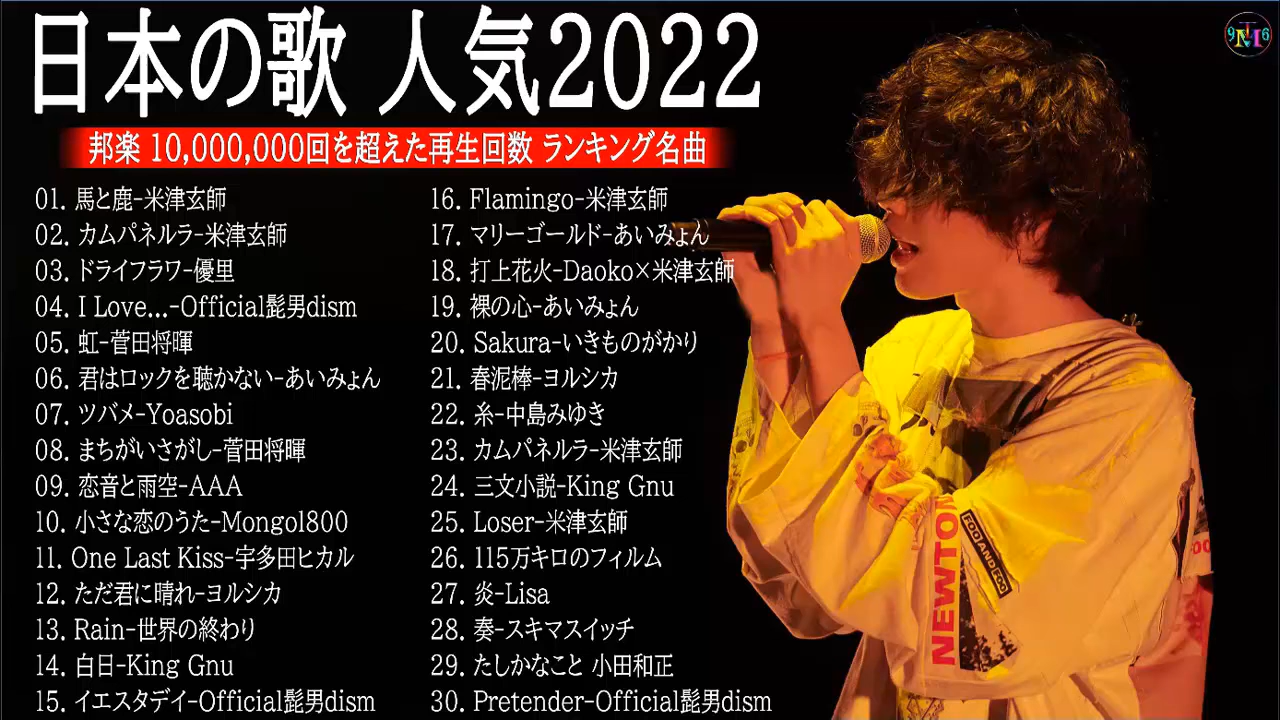 日本の歌 人気2022
邦楽 10,000,000回を超えた再生回数 ランキング名曲
01. 馬と鹿-米津玄師
02. カムパネルラ-米津玄師
03. ドライフラワ-優里
04. I Love...-Official髭男dism
05. 虹-菅田将暉
06. 君はロックを聴かない-あいみょん
07. ツバメ-Yoasobi
08. まちがいさがし-菅田将暉
09. 恋音と雨空-AAA
10. 小さな恋のうた-Mongol800
11. One Last Kiss-宇多田ヒカル
12. ただ君に晴れ-ヨルシカ
13. Rain-世界の終わり
14. 白日-King Gnu
15. イエスタデイ-Official髭男dism
16. Flamingo-米津玄師
17. マリーゴールド-あいみょん
18. 打上花火-Daoko×米津玄師
19. 裸の心-あいみょん
20. Sakura-いきものがかり
21. 春泥棒-ヨルシカ
22. 糸-中島みゆき
23. カムパネルラ-米津玄師
24. 三文小説-King Gnu
25. Loser-米津玄師
26. 115万キロのフィルム
27. 炎-Lisa
28. 奏-スキマスイッチ
29. たしかなこと 小田和正
30. Pretender-Official髭男dism
NEWTON
FOO AND FOO